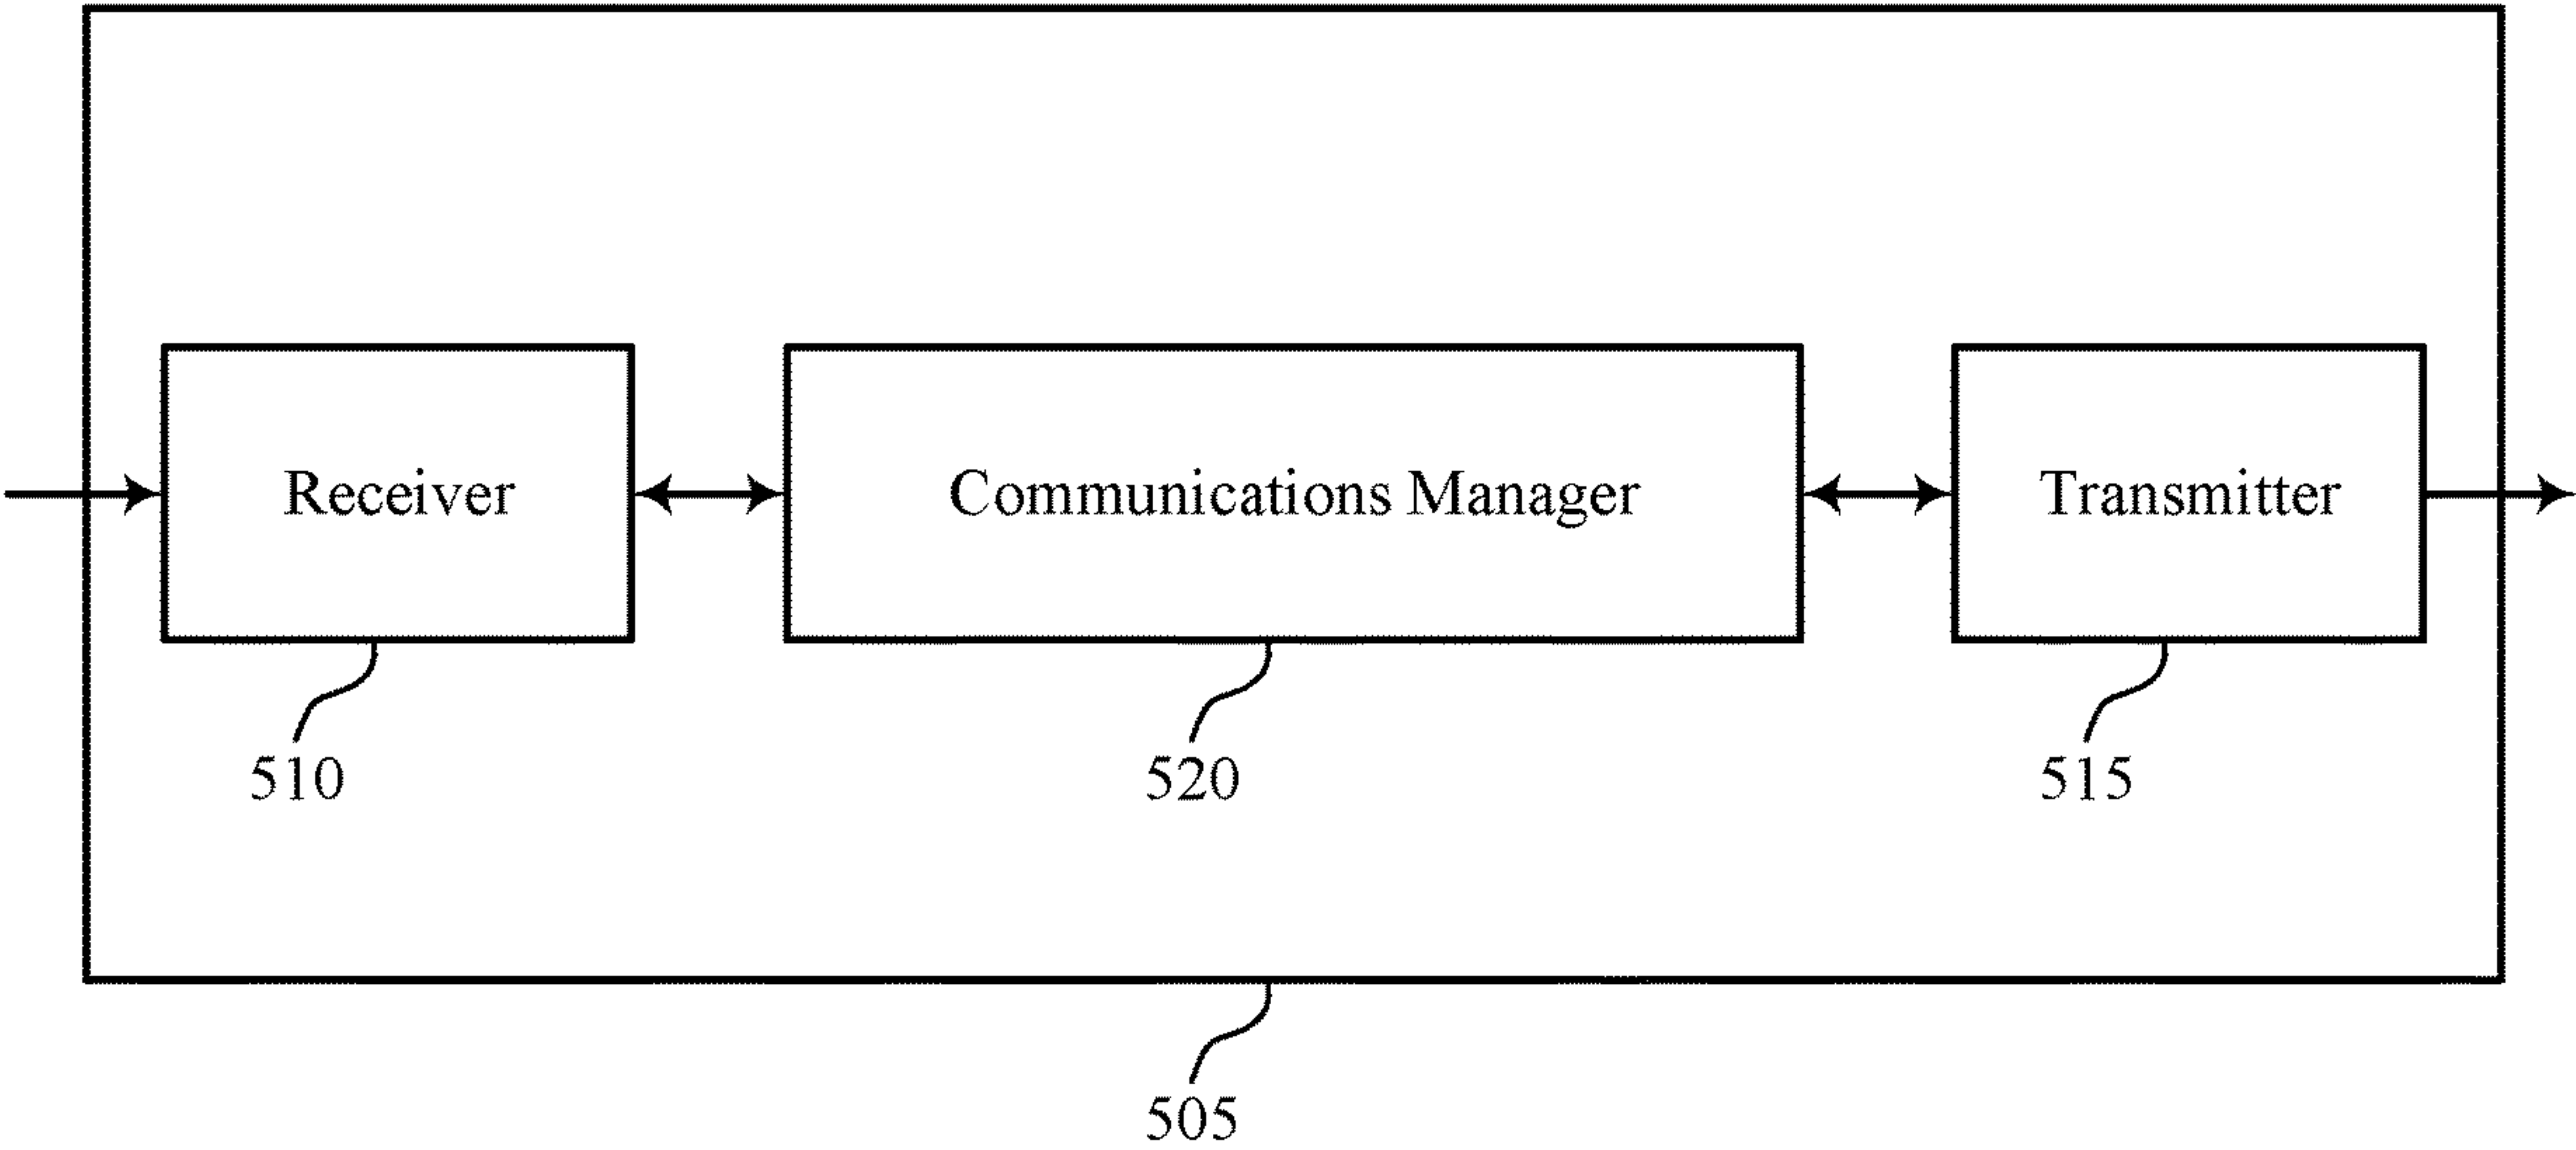 Receiver
Communications Manager
Transmitter
510
520
515
505